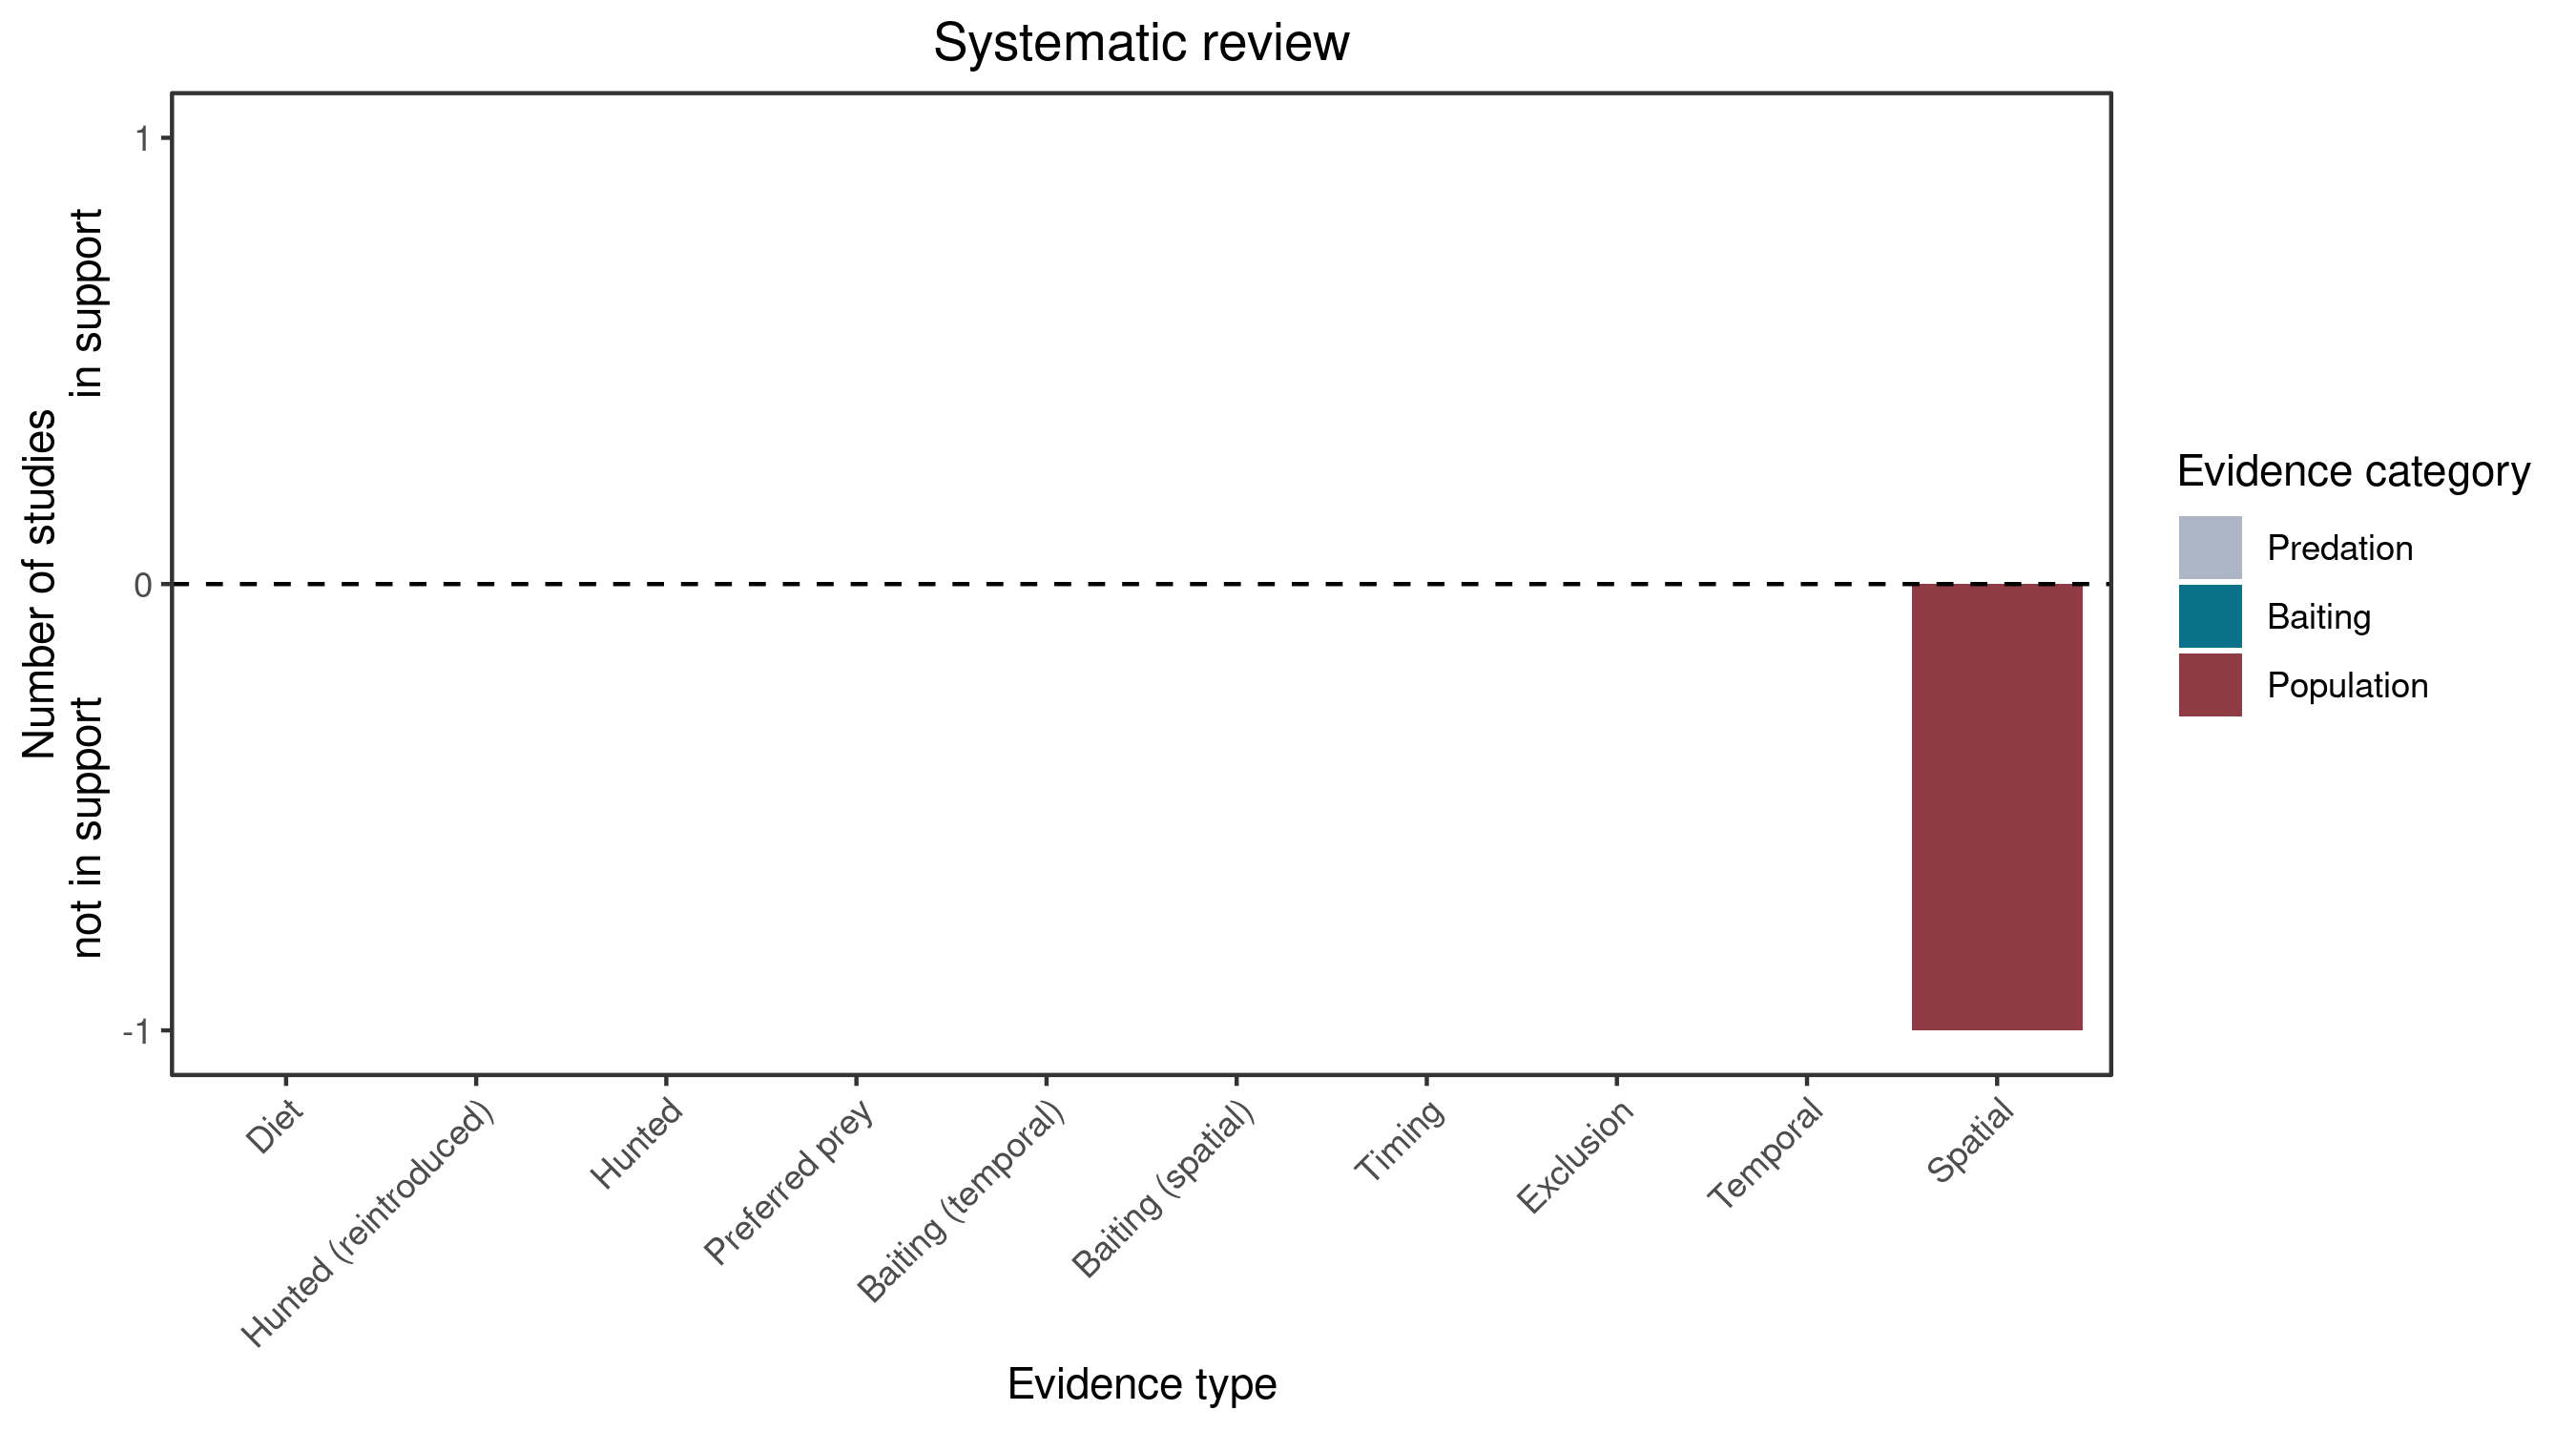 Systematic review
Number of studies
not in support
in support
1
0
-1
Diet
Hunted (reintroduced)
Hunted
Preferred prey
Baiting (temporal)
Baiting (spatial)
Timing
Exclusion
Temporal
Spatial
Evidence type
Evidence category
Predation
Baiting
Population